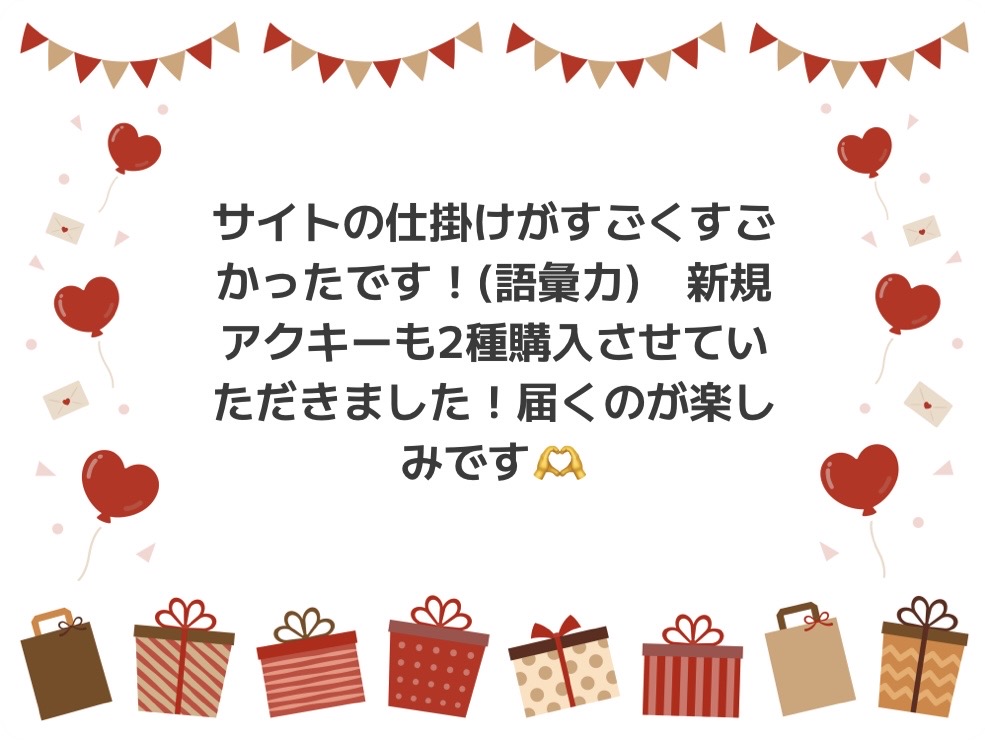 サイトの仕掛けがすごくすご
かったです！(語彙力)　新規
アクキーも2種購入させてい
ただきました！届くのが楽し
みです🫶